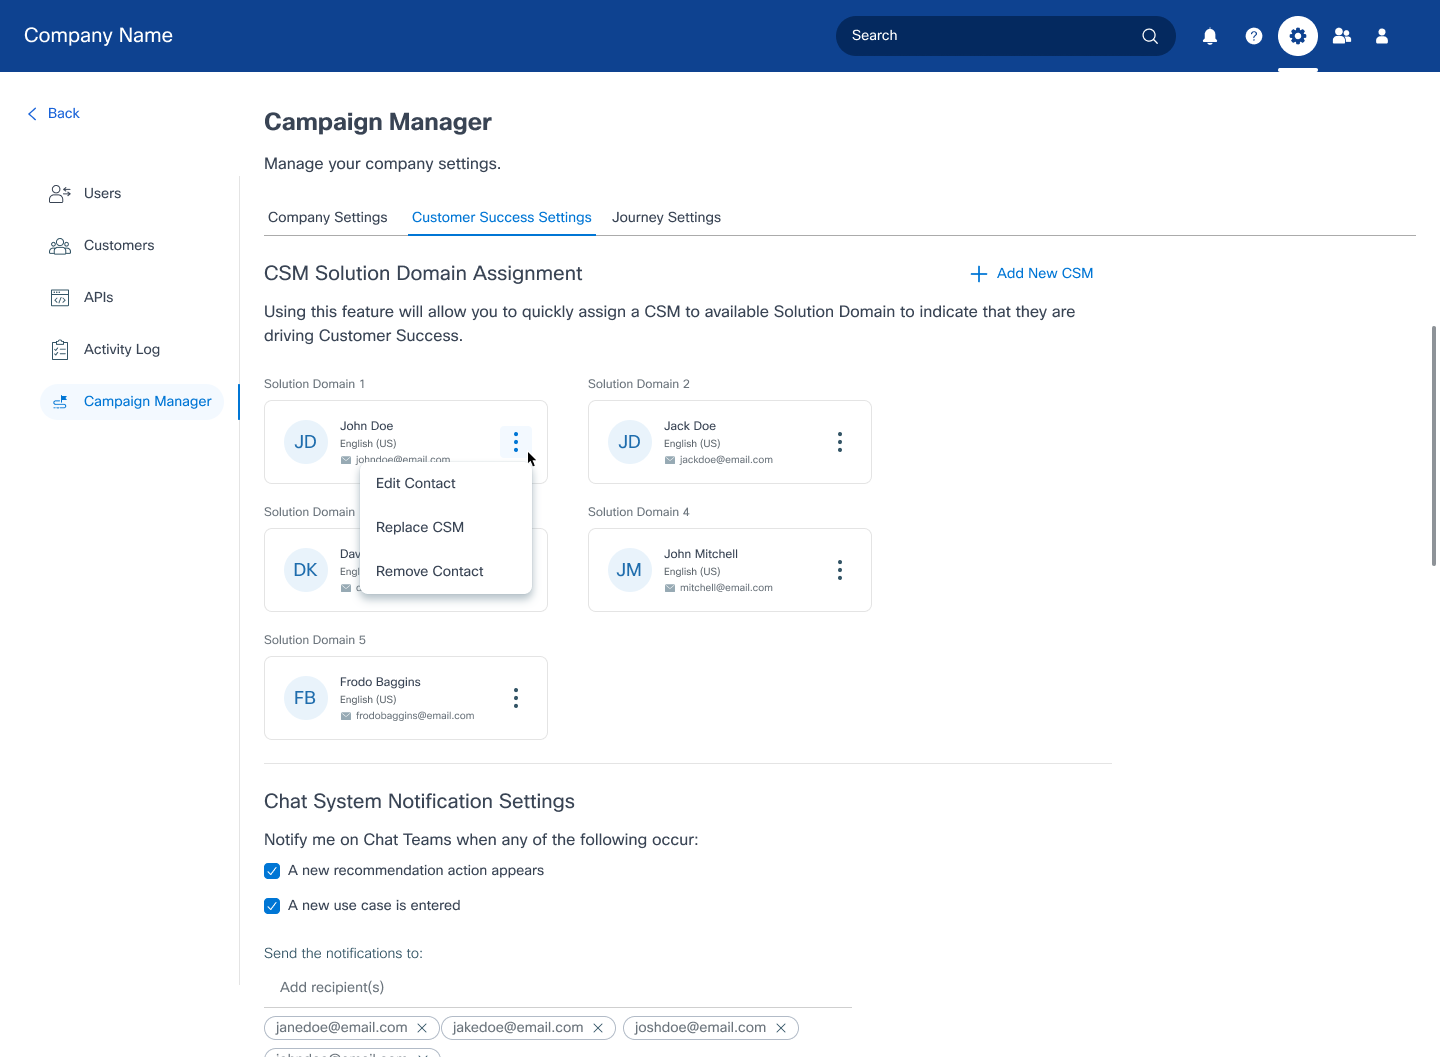 Company Name
Search
Back
Campaign Manager
Manage your company settings.
Users
Customers
APIs
Activity Log
Campaign Manager
Company Settings
Customer Success Settings
Journey Settings
CSM Solution Domain Assignment
Add New CSM
Using this feature will allow you to quickly assign a CSM to available Solution Domain to indicate that they are
driving Customer Success.
Solution Domain 1
JD
John Doe
English (US)
johndoe@email.com
Solution Domain 2
JD
Jack Doe
English (US)
jackdoe@email.com
Edit Contact
Replace CSM
Remove Contact
Solution Domain
DK
Solution Domain 4
JM
John Mitchell
English (US)
mitchell@email.com
Solution Domain 5
FB
Frodo Baggins
English (US)
frodobaggins@email.com
Chat System Notification Settings
Notify me on Chat Teams when any of the following occur:
A new recommendation action appears
A new use case is entered
Send the notifications to:
Add recipient(s)
janedoe@email.com
jakedoe@email.com
joshdoe@email.com